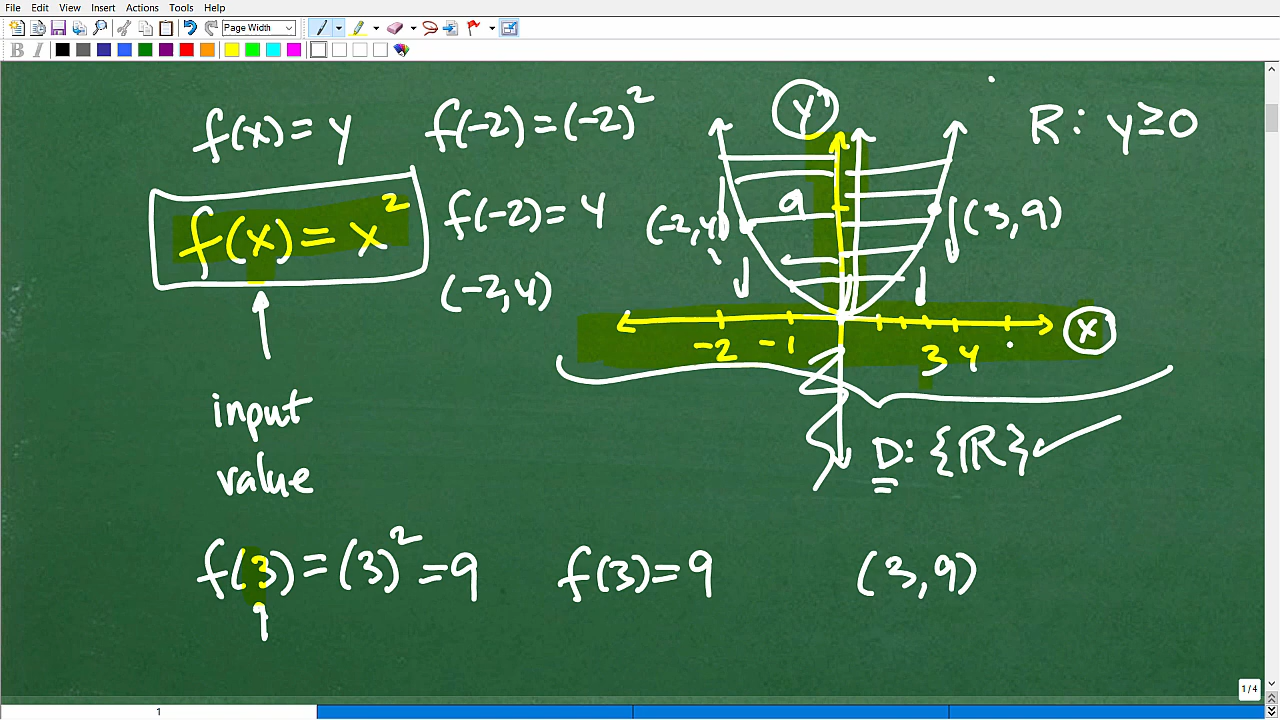 File Edit View Insert Actions Tools Help
Page Width
B I
f(x) = y
f(-2) = (-2)²
y
R: y ≥ 0
f(x) = x²
f(-2) = 4
(-2,4)
9
(3,9)
(-2,4)
x
-2 -1 3 4
input
value
D: {ℝ}
f(3) = (3)² = 9
f(3) = 9
(3,9)
1/4
1